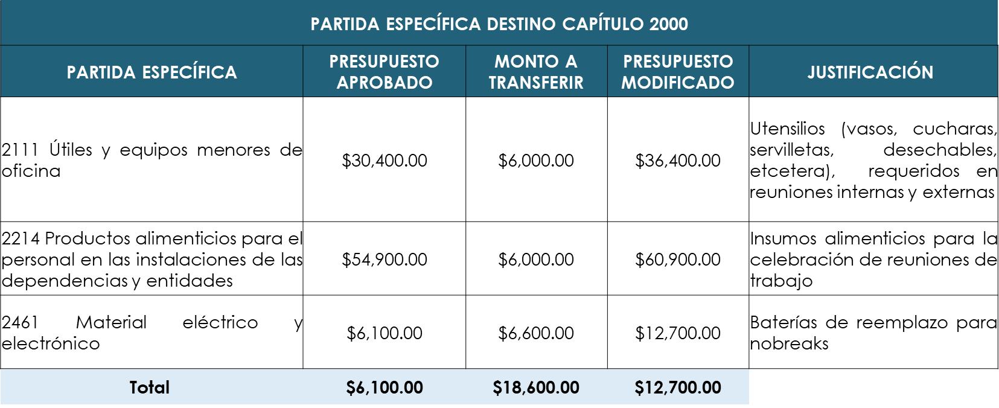 PARTIDA ESPECÍFICA DESTINO CAPÍTULO 2000
PARTIDA ESPECÍFICA
PRESUPUESTO
APROBADO
MONTO A
TRANSFERIR
PRESUPUESTO
MODIFICADO
JUSTIFICACIÓN
2111 Útiles y equipos menores de
oficina
$30,400.00
$6,000.00
$36,400.00
Utensilios (vasos, cucharas,
servilletas, desechables,
etcetera), requeridos en
reuniones internas y externas
2214 Productos alimenticios para el
personal en las instalaciones de las
dependencias y entidades
$54,900.00
$6,000.00
$60,900.00
Insumos alimenticios para la
celebración de reuniones de
trabajo
2461 Material eléctrico y
electrónico
$6,100.00
$6,600.00
$12,700.00
Baterías de reemplazo para
nobreaks
Total
$6,100.00
$18,600.00
$12,700.00